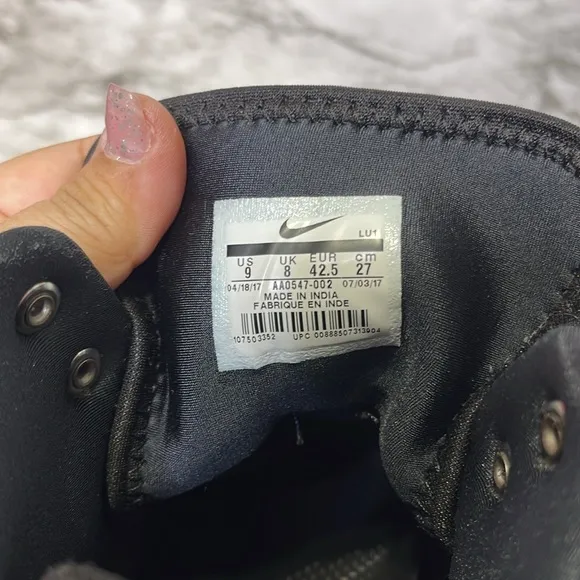 LU1
US UK EUR cm
9 8 42.5 27
04/18/17 AA0547-002 07/03/17
MADE IN INDIA
FABRIQUE EN INDE
107503352 UPC 00888507313904